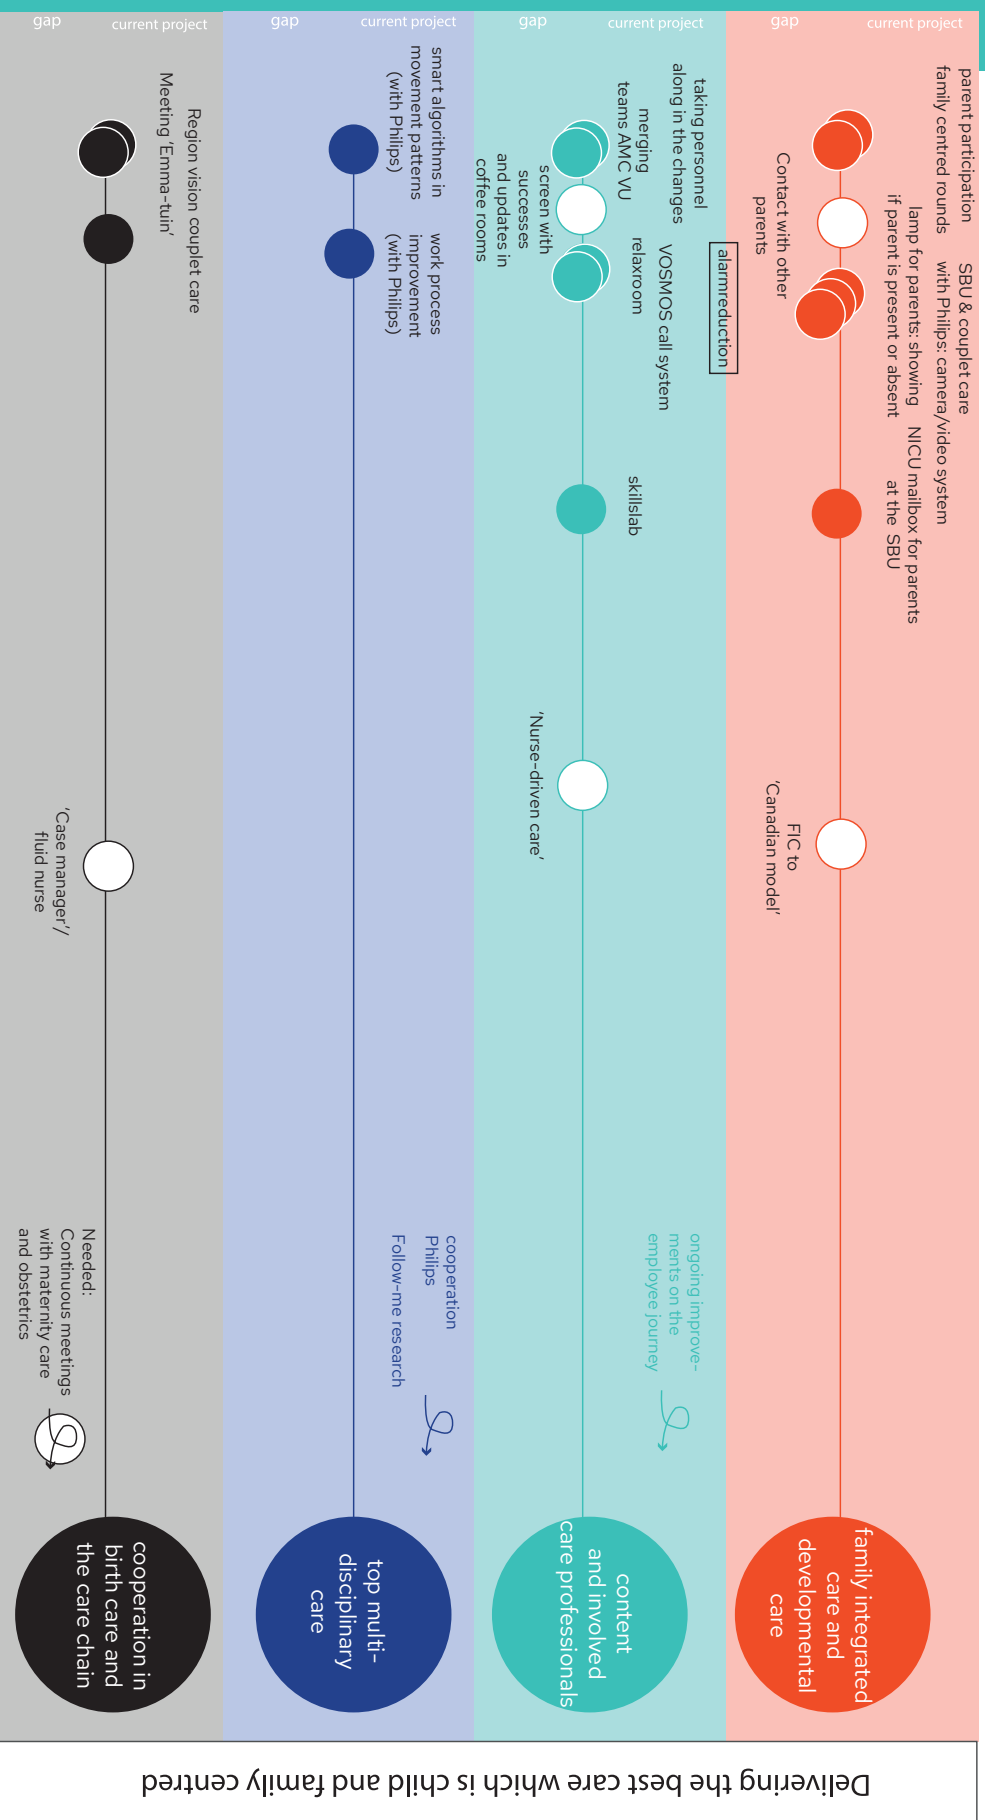 gap
current project
gap
current project
gap
current project
gap
current project
parent participation
family centred rounds
SBU & couplet care
with Philips: camera/video system
lamp for parents: showing
if parent is present or absent
NICU mailbox for parents
at the SBU
Contact with other
parents
FIC to
'Canadian model'
family integrated
care and
developmental
care
alarmreduction
taking personnel
along in the changes
merging
teams AMC VU
VOSMOS call system
relaxroom
screen with
successes
and updates in
coffee rooms
skillslab
'Nurse-driven care'
ongoing improve-
ments on the
employee journey
content
and involved
care professionals
smart algorithms in
movement patterns
(with Philips)
work process
improvement
(with Philips)
cooperation
Philips
Follow-me research
top multi-
disciplinary
care
Region vision couplet care
Meeting 'Emma-tuin'
'Case manager'/
fluid nurse
Needed:
Continuous meetings
with maternity care
and obstetrics
cooperation in
birth care and
the care chain
Delivering the best care which is child and family centred